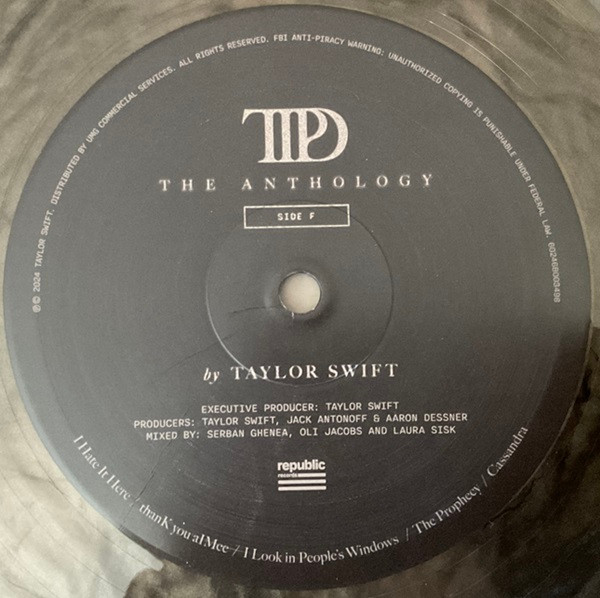 ℗© 2024 TAYLOR SWIFT. DISTRIBUTED BY UMG COMMERCIAL SERVICES. ALL RIGHTS RESERVED. FBI ANTI-PIRACY WARNING: UNAUTHORIZED COPYING IS PUNISHABLE UNDER FEDERAL LAW. 602468003498
TTPD
THE ANTHOLOGY
SIDE F
by TAYLOR SWIFT
EXECUTIVE PRODUCER: TAYLOR SWIFT
PRODUCERS: TAYLOR SWIFT, JACK ANTONOFF & AARON DESSNER
MIXED BY: SERBAN GHENEA, OLI JACOBS AND LAURA SISK
republic
records
I Hate It Here / thanK you aIMee / I Look in People's Windows / The Prophecy / Cassandra